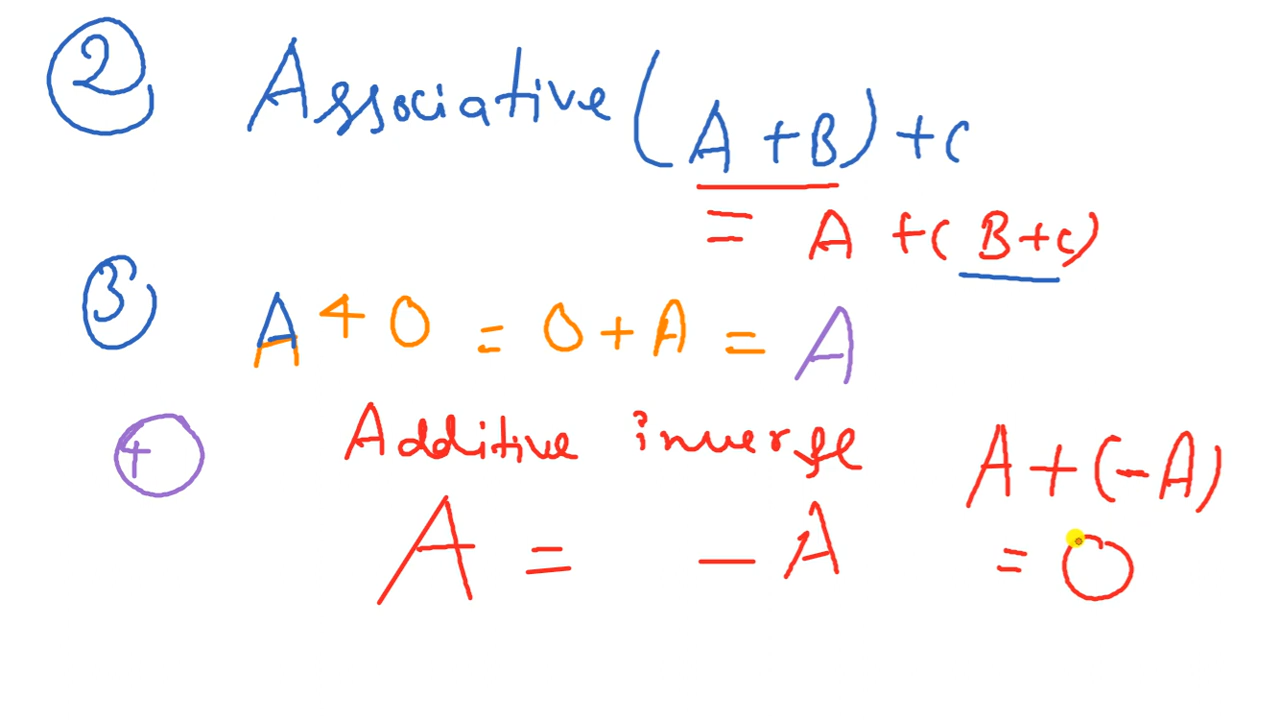 2 Associative (A + B) + C
= A + ( B + C )
3 A + 0 = 0 + A = A
4 Additive inverse A + (-A)
A = - A = 0